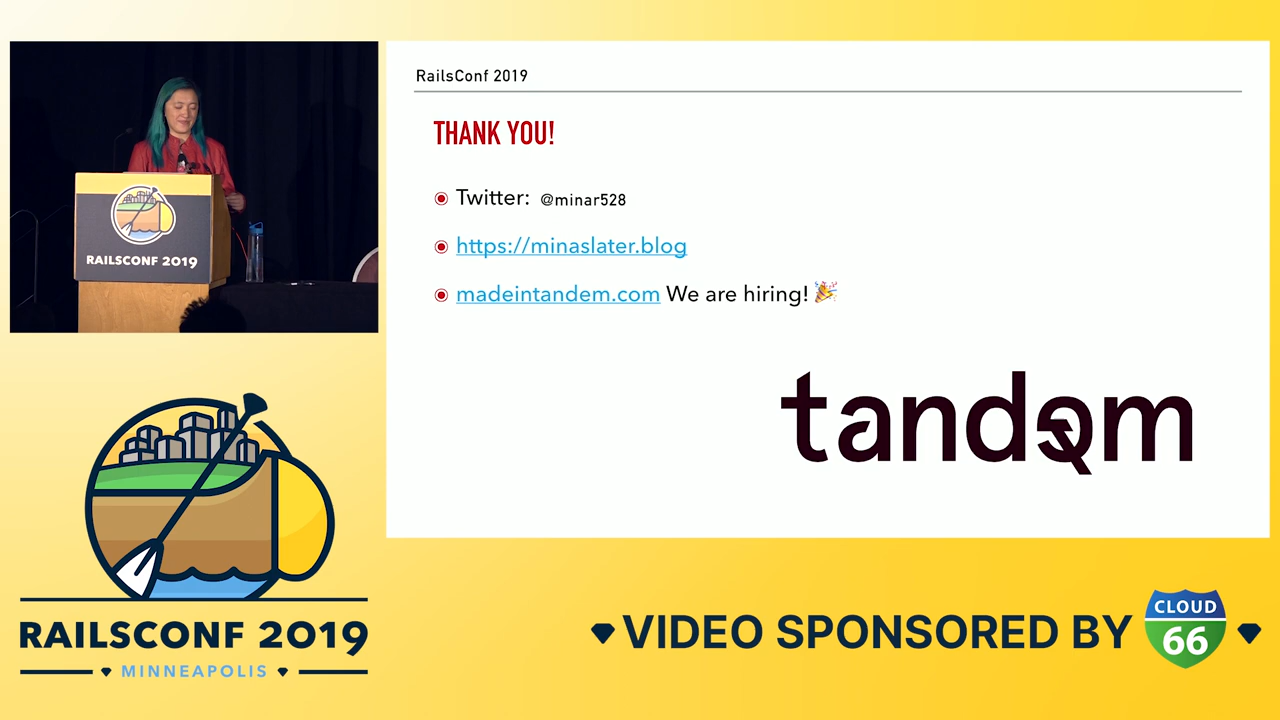 RailsConf 2019
THANK YOU!
Twitter: @minar528
https://minaslater.blog
madeintandem.com We are hiring! 🎉
tandem
RAILSCONF 2019
RAILSCONF 2019
MINNEAPOLIS
VIDEO SPONSORED BY
CLOUD
66